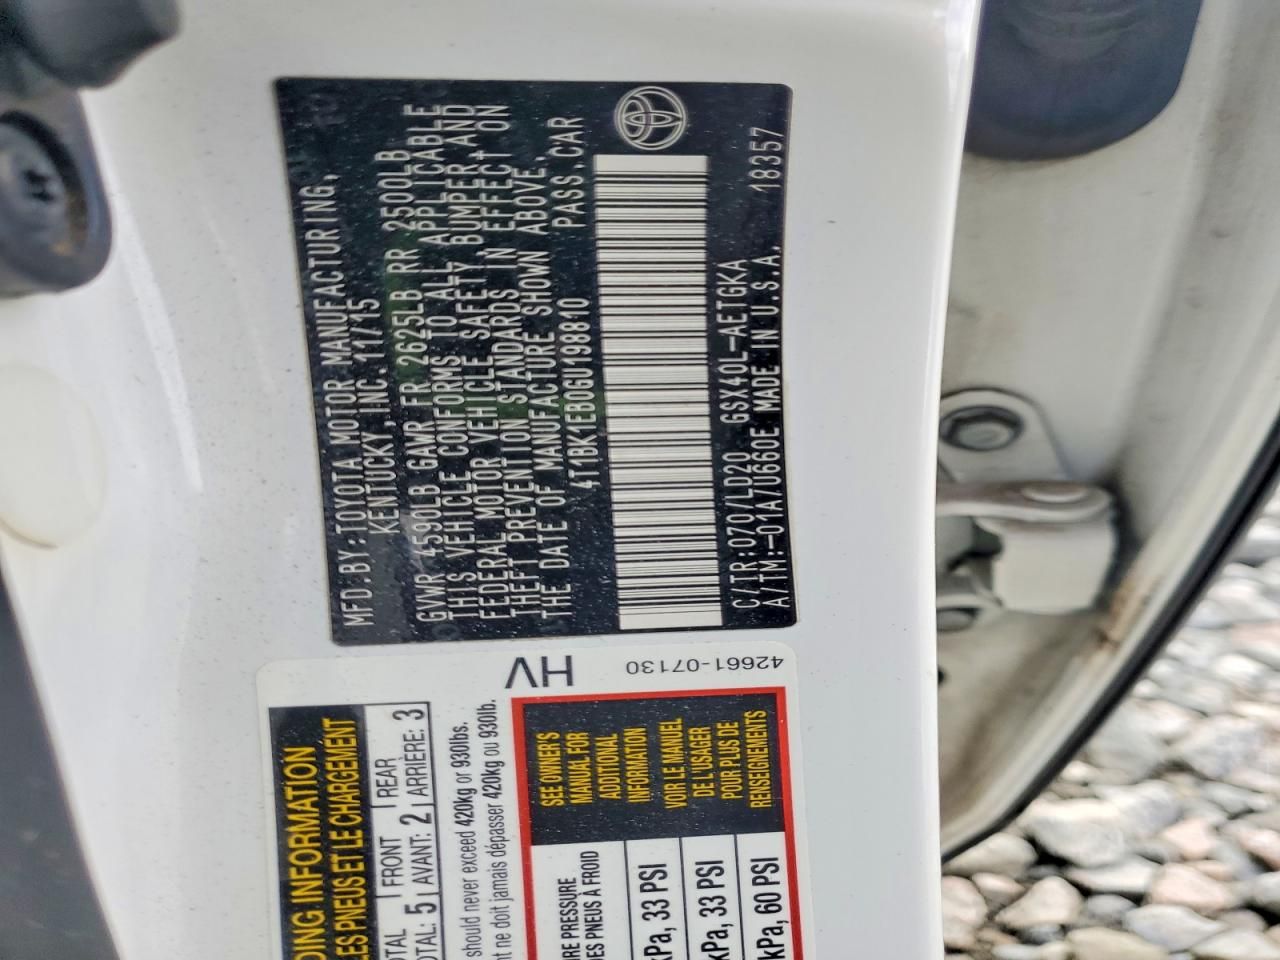 MFD.BY:TOYOTA MOTOR MANUFACTURING,
KENTUCKY,INC.11/15
GVWR 4590LB GAWR FR 2625LB RR 2500LB
THIS VEHICLE CONFORMS TO ALL APPLICABLE
FEDERAL MOTOR VEHICLE SAFETY, BUMPER, AND
THEFT PREVENTION STANDARDS IN EFFECT ON
THE DATE OF MANUFACTURE SHOWN ABOVE.
4T1BK1EB0GU198810 PASS.CAR
C/TR:070/LD20 GSX40L-AETGKA
A/TM:-01A/U660E MADE IN U.S.A. 18357
HV
42661-07130
DING INFORMATION
LES PNEUS ET LE CHARGEMENT
OTAL FRONT REAR
OTAL: 5 AVANT: 2 ARRIÈRE: 3
should never exceed 420kg or 930lbs.
nt ne doit jamais dépasser 420kg ou 930lb.
IRE PRESSURE
DES PNEUS À FROID
kPa, 33 PSI
kPa, 33 PSI
kPa, 60 PSI
SEE OWNER'S
MANUAL FOR
ADDITIONAL
INFORMATION
VOIR LE MANUEL
DE L'USAGER
POUR PLUS DE
RENSEIGNEMENTS